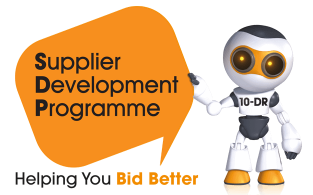 Supplier
Development
Programme
10-DR
Helping You Bid Better